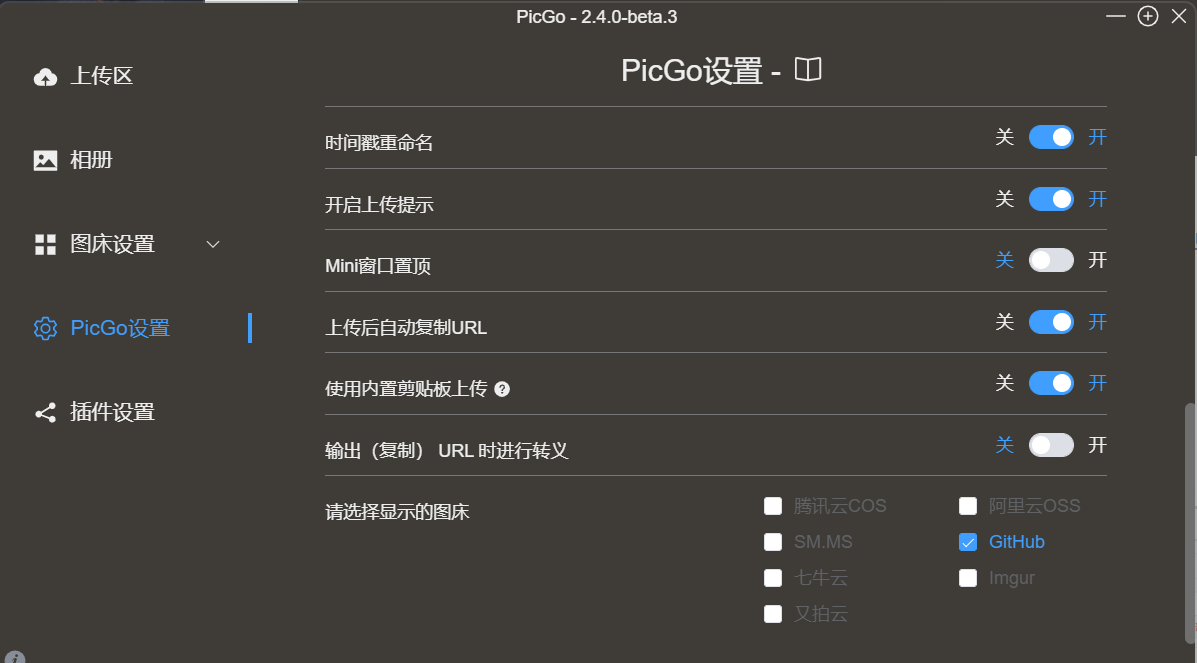 PicGo - 2.4.0-beta.3
上传区
相册
图床设置
PicGo设置
插件设置
PicGo设置 -
时间戳重命名 关 开
开启上传提示 关 开
Mini窗口置顶 关 开
上传后自动复制URL 关 开
使用内置剪贴板上传 ? 关 开
输出（复制） URL 时进行转义 关 开
请选择显示的图床 腾讯云COS 阿里云OSS
SM.MS GitHub
七牛云 Imgur
又拍云